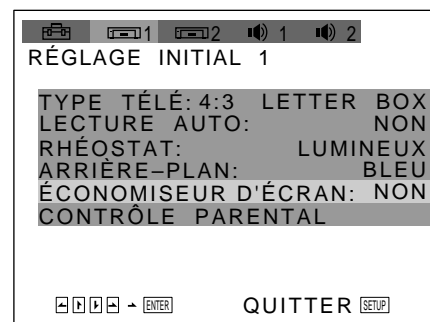 1 2 1 2
RÉGLAGE INITIAL 1
TYPE TÉLÉ: 4:3 LETTER BOX
LECTURE AUTO: NON
RHÉOSTAT: LUMINEUX
ARRIÈRE–PLAN: BLEU
ÉCONOMISEUR D'ÉCRAN: NON
CONTRÔLE PARENTAL
ENTER QUITTER SETUP